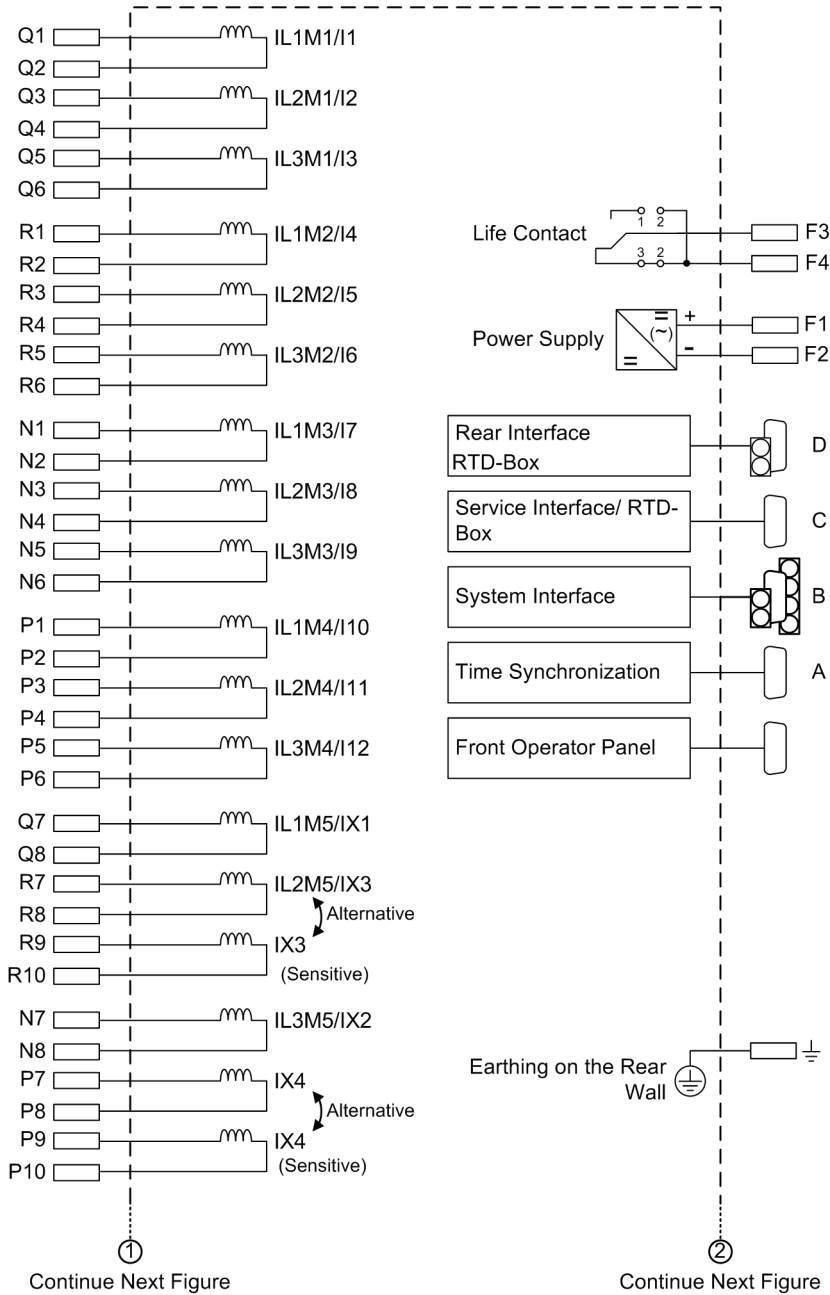 Q1 IL1M1/I1
Q2
Q3 IL2M1/I2
Q4
Q5 IL3M1/I3
Q6
R1 IL1M2/I4
R2
R3 IL2M2/I5
R4
R5 IL3M2/I6
R6
N1 IL1M3/I7
N2
N3 IL2M3/I8
N4
N5 IL3M3/I9
N6
P1 IL1M4/I10
P2
P3 IL2M4/I11
P4
P5 IL3M4/I12
P6
Q7 IL1M5/IX1
Q8
R7 IL2M5/IX3
R8 Alternative
R9 IX3
R10 (Sensitive)
N7 IL3M5/IX2
N8
P7 IX4
P8 Alternative
P9 IX4
P10 (Sensitive)
1
Continue Next Figure
Life Contact
1 2
3 2
F3
F4
Power Supply
= (~)
=
+ F1
- F2
Rear Interface
RTD-Box
D
Service Interface/ RTD-
Box
C
System Interface
B
Time Synchronization
A
Front Operator Panel
Earthing on the Rear
Wall
2
Continue Next Figure